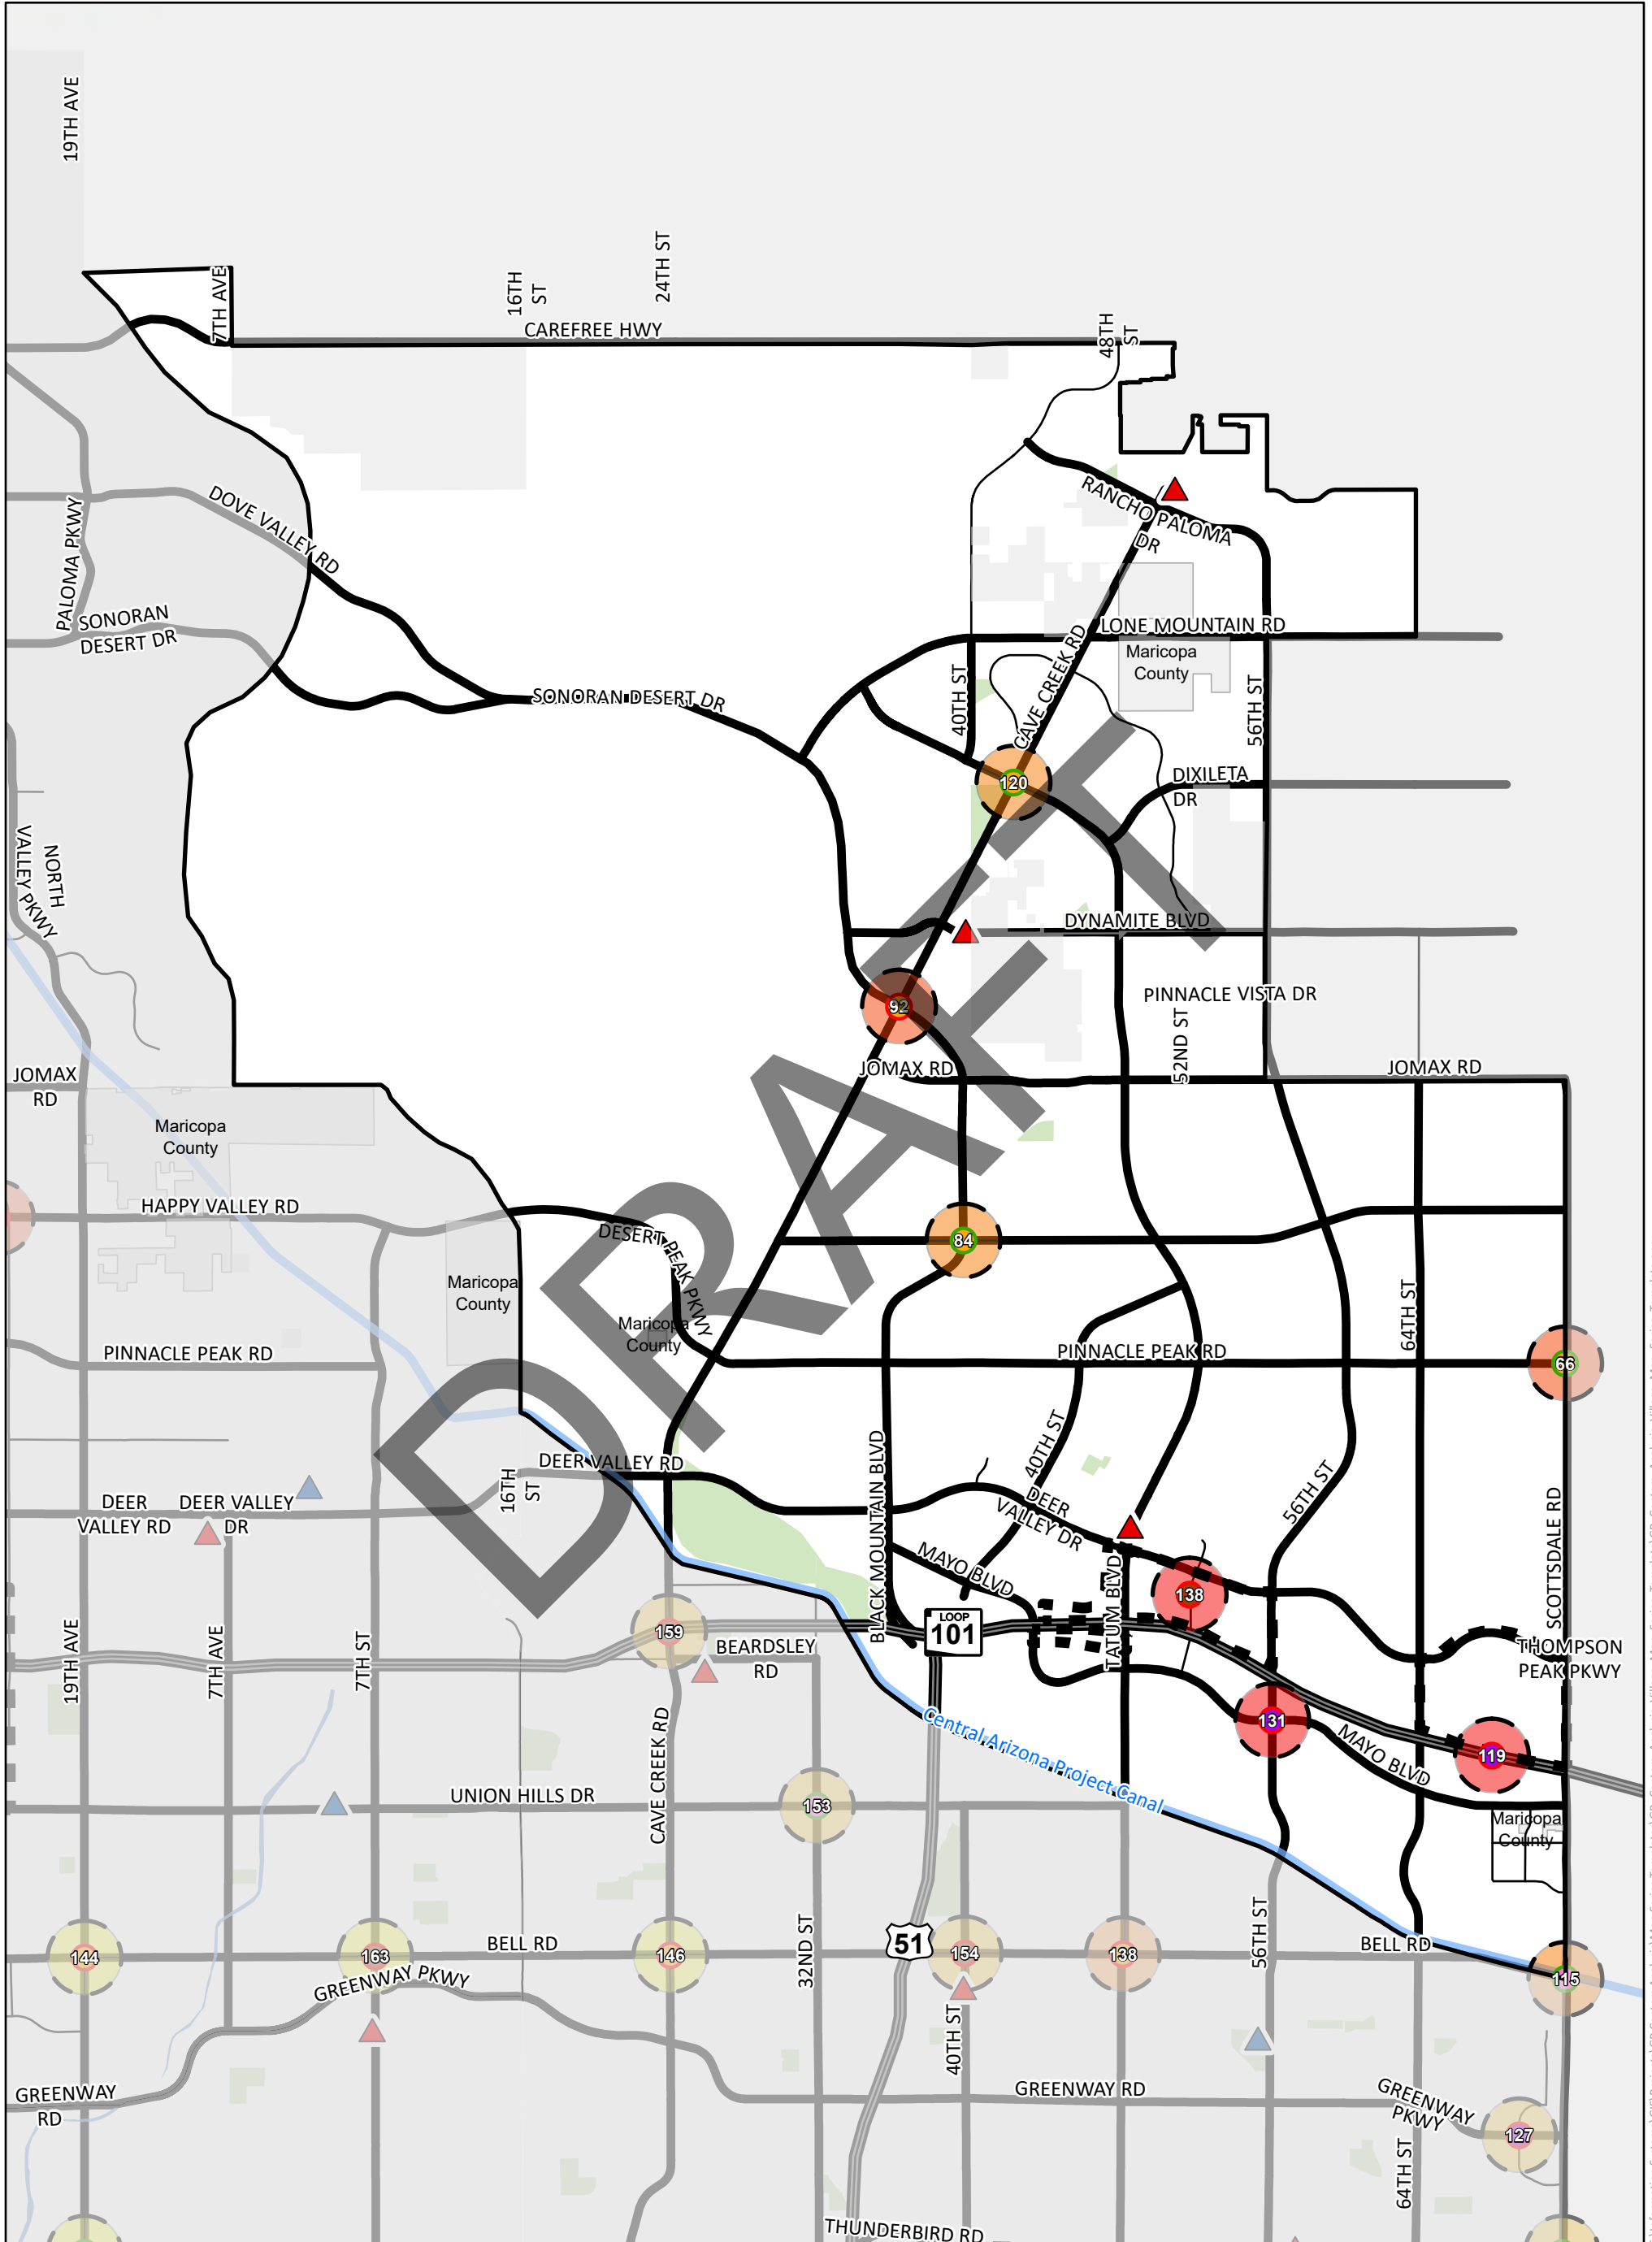 19TH AVE
24TH ST
16TH
ST
7TH AVE
CAREFREE HWY
48TH
ST
RANCHO PALOMA
DR
DOVE VALLEY RD
PALOMA PKWY
SONORAN
DESERT DR
LONE MOUNTAIN RD
Maricopa
County
40TH ST
CAVE CREEK RD
56TH ST
SONORAN DESERT DR
120
DIXILETA
DR
NORTH
VALLEY PKWY
DYNAMITE BLVD
PINNACLE VISTA DR
92
52ND ST
JOMAX
RD
JOMAX RD
JOMAX RD
Maricopa
County
HAPPY VALLEY RD
DESERT PEAK PKWY
84
Maricopa
County
Maricopa
County
64TH ST
PINNACLE PEAK RD
PINNACLE PEAK RD
66
DRAFT
DEER VALLEY RD
16TH
ST
BLACK MOUNTAIN BLVD
40TH ST
56TH ST
SCOTTSDALE RD
DEER
VALLEY RD
DEER VALLEY
DR
DEER
VALLEY DR
MAYO BLVD
TATUM BLVD
138
LOOP
101
159
BEARDSLEY
RD
THOMPSON
PEAK PKWY
19TH AVE
7TH AVE
7TH ST
CAVE CREEK RD
Central Arizona Project Canal
131
MAYO BLVD
119
UNION HILLS DR
153
Maricopa
County
144
163
BELL RD
146
32ND ST
51
154
138
56TH ST
BELL RD
115
GREENWAY PKWY
40TH ST
GREENWAY
RD
GREENWAY RD
GREENWAY
PKWY
127
64TH ST
THUNDERBIRD RD